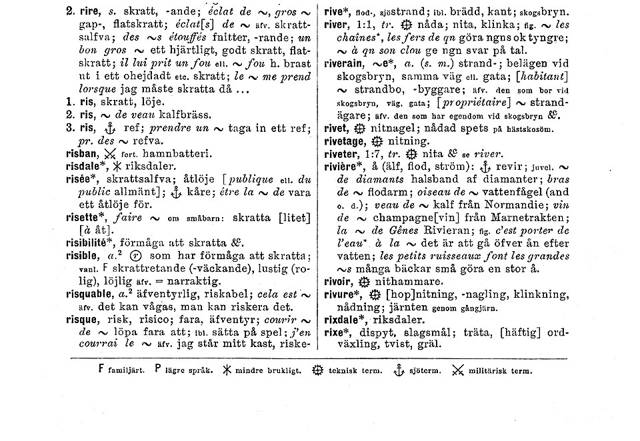 2. rire, s. skratt, -ande; éclat de ~, gros ~
gap-, flatskratt; éclat[s] de ~ äfv. skratt-
salfva; des ~s étouffés fnitter, -rande; un
bon gros ~ ett hjärtligt, godt skratt, flat-
skratt; il lui prit un fou ell. ~ fou h. brast
ut i ett ohejdadt etc. skratt; le ~ me prend
lorsque jag måste skratta då ...
1. ris, skratt, löje.
2. ris, ~ de veau kalfbräss.
3. ris, ⚓ ref; prendre un ~ taga in ett ref;
pr. des ~ refva.
risban, ⚔ fort. hamnbatteri.
risdale*, riksdaler.
risée*, skrattsalfva; åtlöje [publique ell. du
public allmänt]; ⚓ kåre; être la ~ de vara
ett åtlöje för.
risette*, faire ~ om småbarn: skratta [litet]
[à åt].
risibilité*, förmåga att skratta &.
risible, a.² ⓡ som har förmåga att skratta;
vanl. F skrattretande (-väckande), lustig (ro-
lig), löjlig äfv. = narraktig.
risquable, a.² äfventyrlig, riskabel; cela est ~
äfv. det kan vågas, man kan riskera det.
risque, risk, risico; fara, äfventyr; courir ~
de ~ löpa fara att; ibl. sätta på spel; j'en
courrai le ~ äfv. jag står mitt kast, riske-
rive*, flod-, sjöstrand; ibl. brädd, kant; skogsbryn.
river, 1:1, tr. ⚙ nåda; nita, klinka; fig. ~ les
chaînes*, les fers de qn göra ngns ok tyngre;
~ à qn son clou ge ngn svar på tal.
riverain, ~e*, a. (s. m.) strand-; belägen vid
skogsbryn, samma väg ell. gata; [habitant]
~ strandbo, -byggare; äfv. den som bor vid
skogsbryn, väg, gata; [propriétaire] ~ strand-
ägare; äfv. den som har egendom vid skogsbryn &.
rivet, ⚙ nitnagel; nådad spets på hästskosöm.
rivetage, ⚙ nitning.
riveter, 1:7, tr. ⚙ nita & se river.
rivière*, å (älf, flod, ström): ⚓ revir; juvel. ~
de diamants halsband af diamanter; bras
de ~ flodarm; oiseau de ~ vattenfågel (and
o. d.); veau de ~ kalf från Normandie; vin
de ~ champagne[vin] från Marnetrakten;
la ~ de Gênes Rivieran; fig. c'est porter de
l'eau* à la ~ det är att gå öfver ån efter
vatten; les petits ruisseaux font les grandes
~s många bäckar små göra en stor å.
rivoir, ⚙ nithammare.
rivure*, ⚙ [hop]nitning, -nagling, klinkning,
nådning; järnten genom gångjärn.
rixdale*, riksdaler.
rixe*, dispyt, slagsmål; träta, [häftig] ord-
växling, tvist, gräl.
F familjärt. P lägre språk. mindre brukligt. ⚙ teknisk term. ⚓ sjöterm. ⚔ militärisk term.